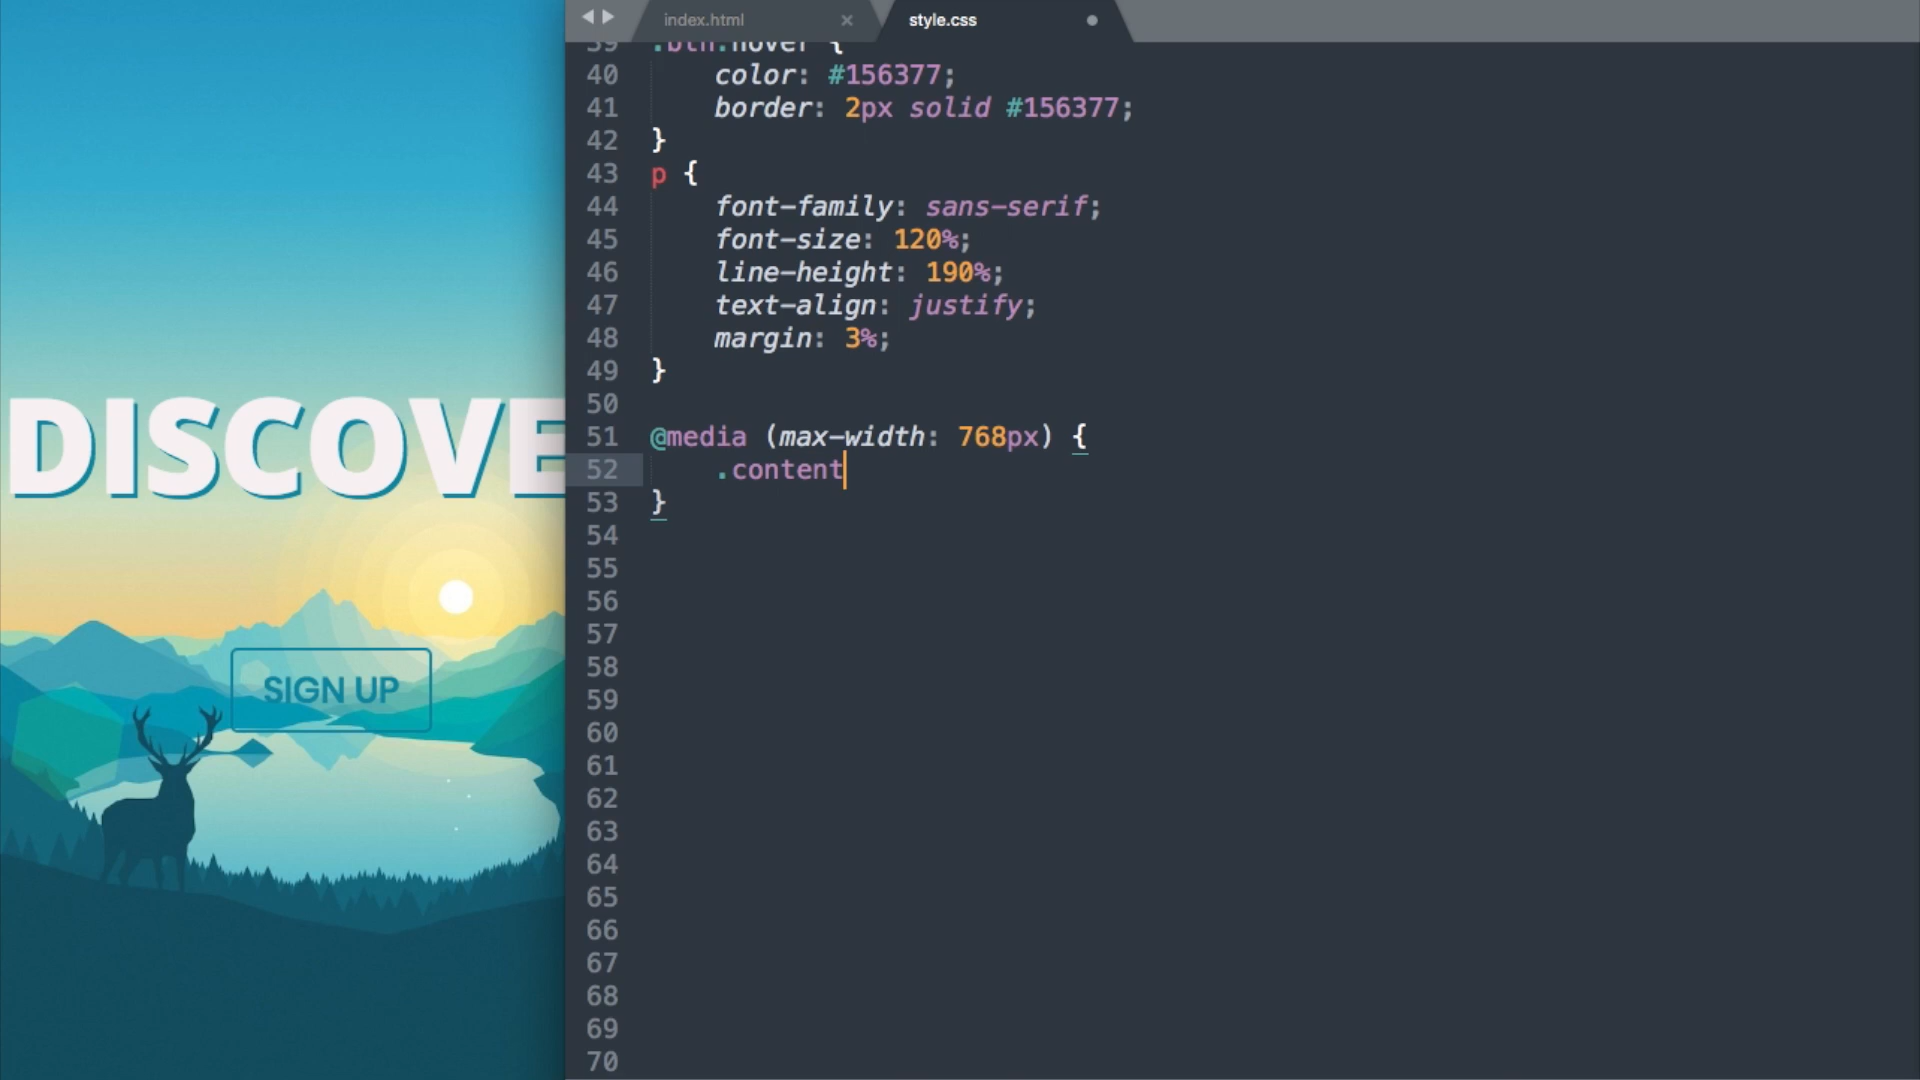 index.html
style.css
DISCOVE
SIGN UP
39 .btn:hover {
40 color: #156377;
41 border: 2px solid #156377;
42 }
43 p {
44 font-family: sans-serif;
45 font-size: 120%;
46 line-height: 190%;
47 text-align: justify;
48 margin: 3%;
49 }
50
51 @media (max-width: 768px) {
52 .content
53 }
54
55
56
57
58
59
60
61
62
63
64
65
66
67
68
69
70